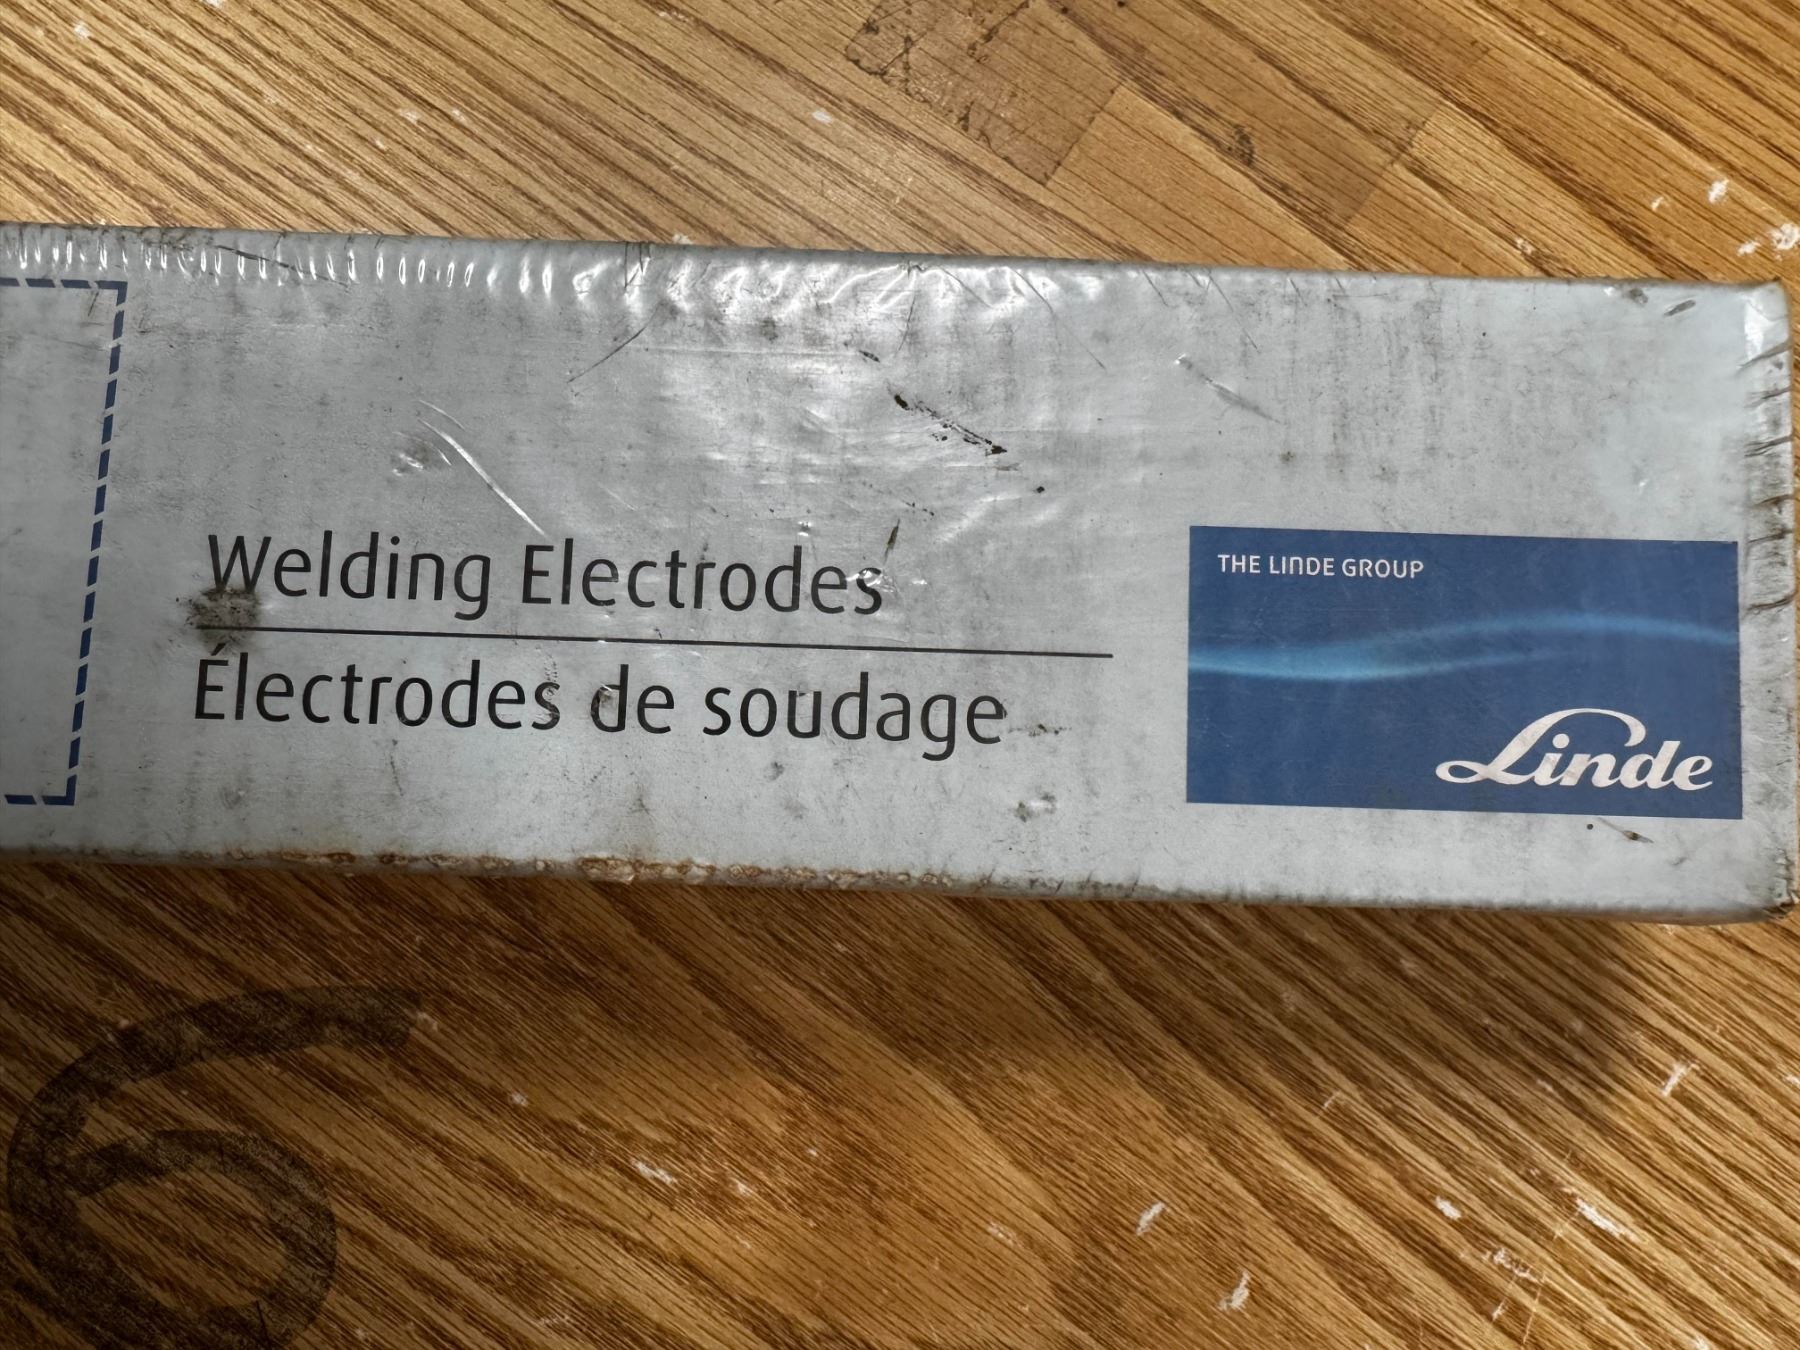 Welding Electrodes
Électrodes de soudage
THE LINDE GROUP
Linde